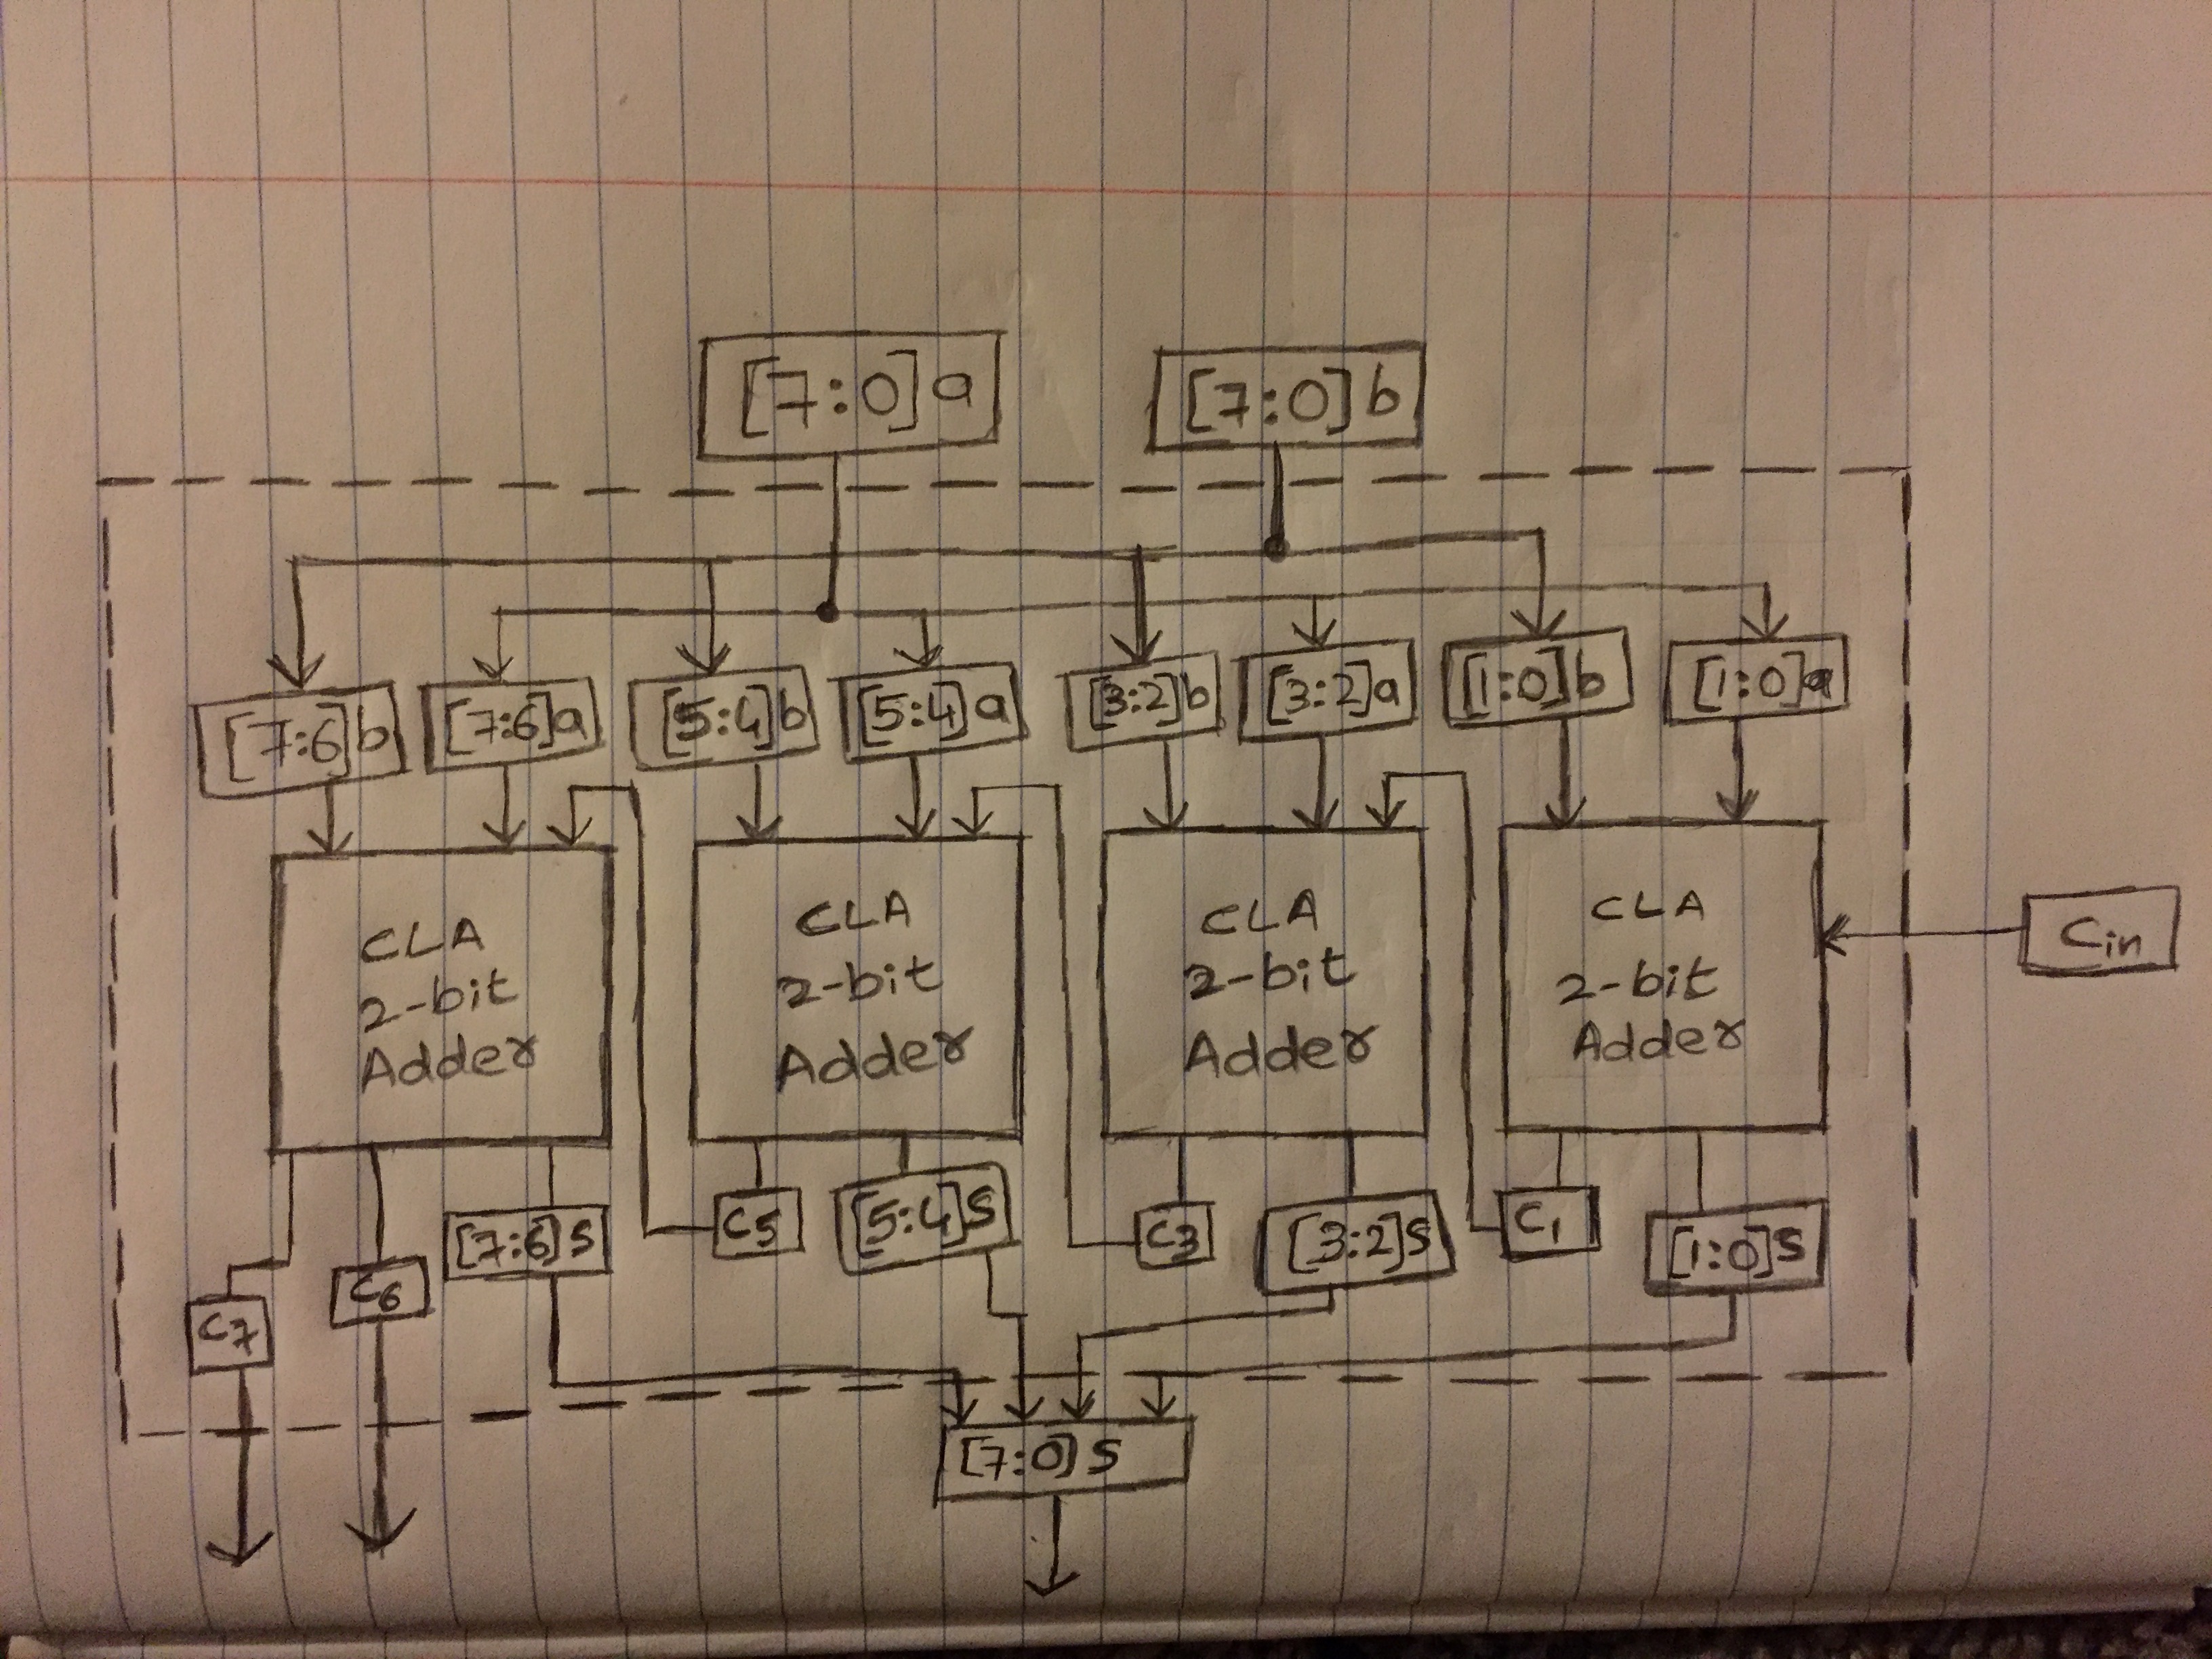 [7:0]a
[7:0]b
[7:6]b
[7:6]a
[5:4]b
[5:4]a
[3:2]b
[3:2]a
[1:0]b
[1:0]a
CLA
2-bit
Adder
CLA
2-bit
Adder
CLA
2-bit
Adder
CLA
2-bit
Adder
Cin
C7
C6
[7:6]S
C5
[5:4]S
C3
[3:2]S
C1
[1:0]S
[7:0]S